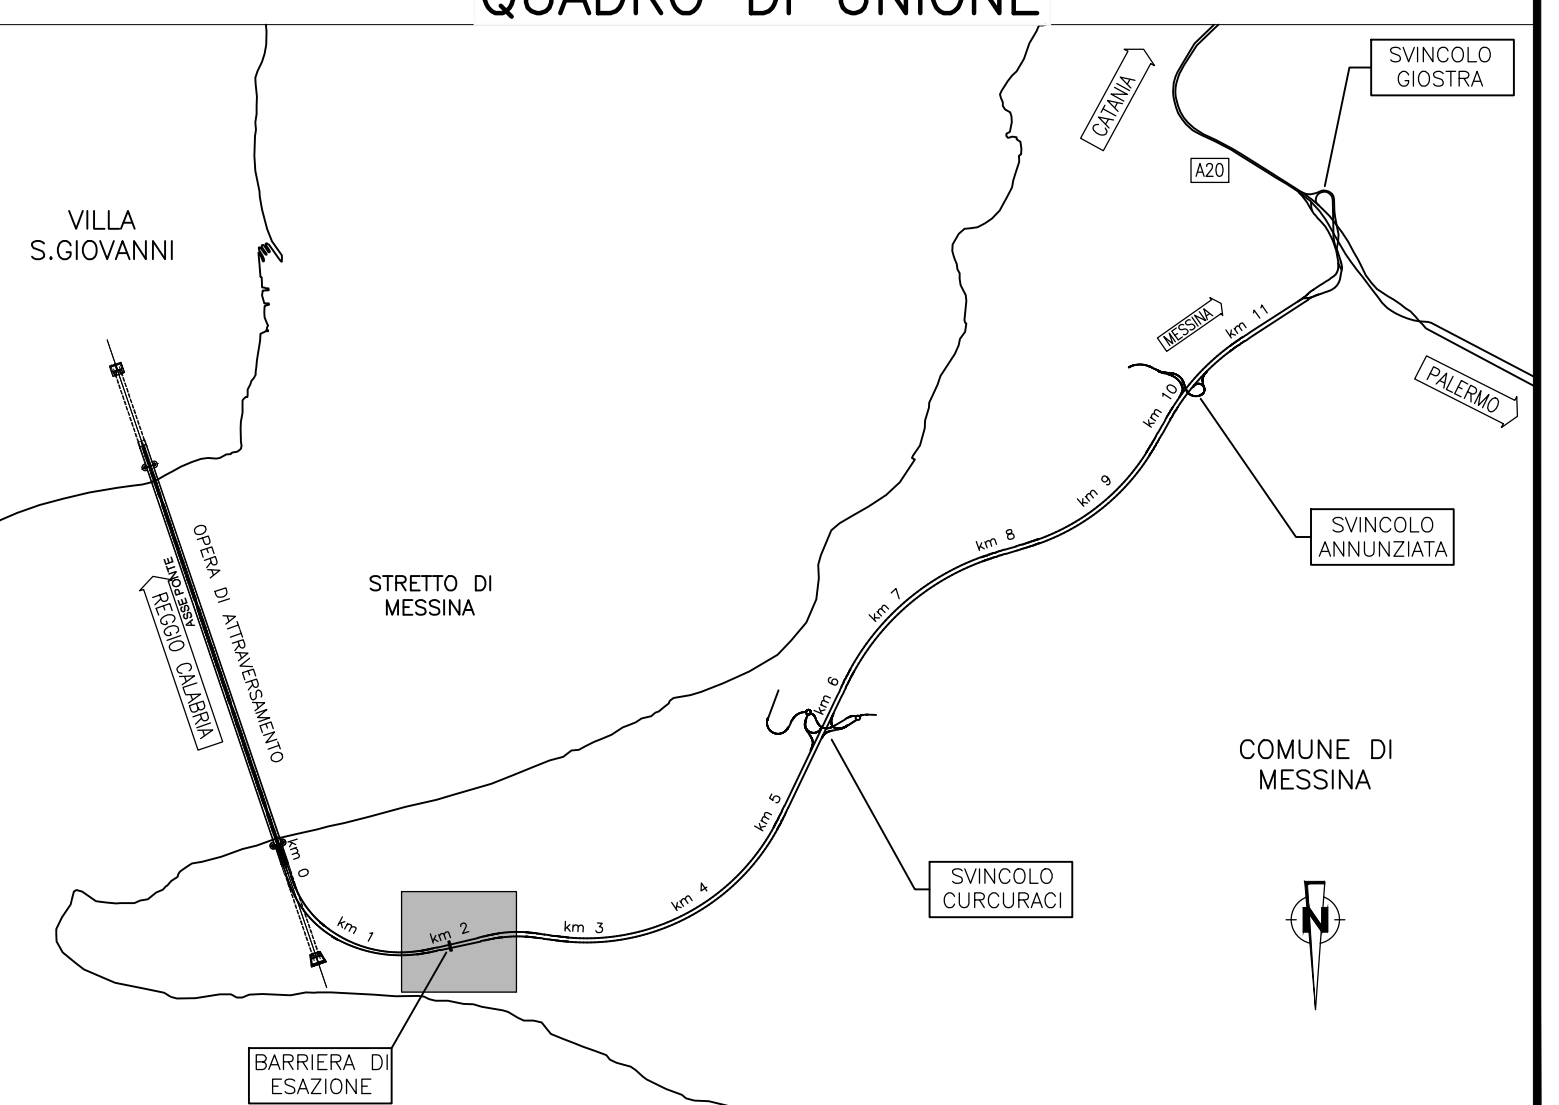 QUADRO DI UNIONE
SVINCOLO
GIOSTRA
CATANIA
A20
VILLA
S.GIOVANNI
MESSINA
km 11
PALERMO
km 10
km 9
SVINCOLO
ANNUNZIATA
km 8
OPERA DI ATTRAVERSAMENTO
ASSE PONTE
REGGIO CALABRIA
STRETTO DI
MESSINA
km 7
km 6
COMUNE DI
MESSINA
km 5
km 0
SVINCOLO
CURCURACI
km 4
km 1
km 2
km 3
N
BARRIERA DI
ESAZIONE